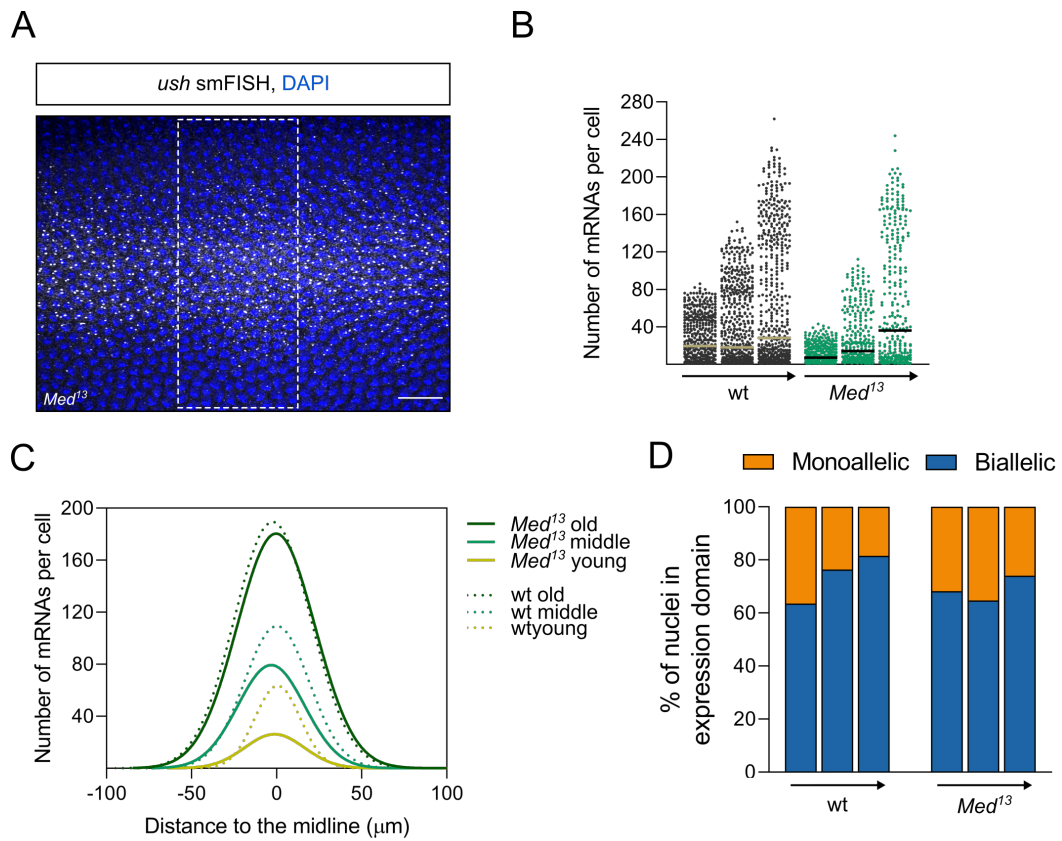 A
ush smFISH, DAPI
Med¹³
B
Number of mRNAs per cell
280
240
200
160
120
80
40
wt
Med¹³
C
Number of mRNAs per cell
200
160
120
80
40
-100
-50
0
50
100
Distance to the midline (μm)
Med¹³ old
Med¹³ middle
Med¹³ young
wt old
wt middle
wtyoung
D
Monoallelic
Biallelic
% of nuclei in
expression domain
100
80
60
40
20
0
wt
Med¹³